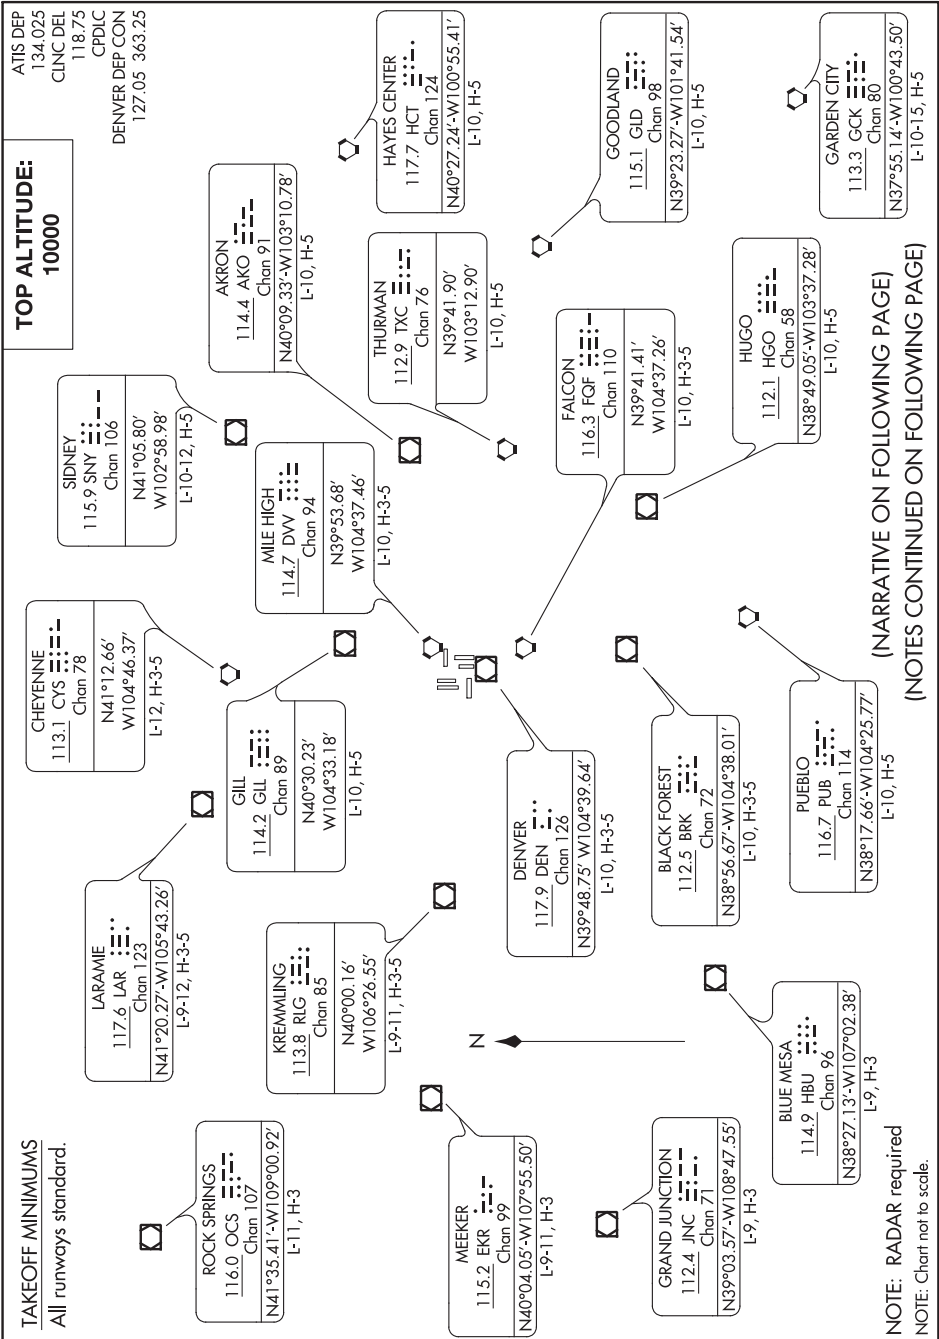 TAKEOFF MINIMUMS
All runways standard.
TOP ALTITUDE:
10000
ATIS DEP
134.025
CLNC DEL
118.75
CPDLC
DENVER DEP CON
127.05 363.25
ROCK SPRINGS
116.0 OCS
Chan 107
N41°35.41'-W109°00.92'
L-11, H-3
LARAMIE
117.6 LAR
Chan 123
N41°20.27'-W105°43.26'
L-9-12, H-3-5
CHEYENNE
113.1 CYS
Chan 78
N41°12.66'
W104°46.37'
L-12, H-3-5
SIDNEY
115.9 SNY
Chan 106
N41°05.80'
W102°58.98'
L-10-12, H-5
AKRON
114.4 AKO
Chan 91
N40°09.33'-W103°10.78'
L-10, H-5
HAYES CENTER
117.7 HCT
Chan 124
N40°27.24'-W100°55.41'
L-10, H-5
GILL
114.2 GLL
Chan 89
N40°30.23'
W104°33.18'
L-10, H-5
MILE HIGH
114.7 DVV
Chan 94
N39°53.68'
W104°37.46'
L-10, H-3-5
THURMAN
112.9 TXC
Chan 76
N39°41.90'
W103°12.90'
L-10, H-5
KREMMLING
113.8 RLG
Chan 85
N40°00.16'
W106°26.55'
L-9-11, H-3-5
N
MEEKER
115.2 EKR
Chan 99
N40°04.05'-W107°55.50'
L-9-11, H-3
DENVER
117.9 DEN
Chan 126
N39°48.75' W104°39.64'
L-10, H-3-5
FALCON
116.3 FQF
Chan 110
N39°41.41'
W104°37.26'
L-10, H-3-5
GOODLAND
115.1 GLD
Chan 98
N39°23.27'-W101°41.54'
L-10, H-5
GRAND JUNCTION
112.4 JNC
Chan 71
N39°03.57'-W108°47.55'
L-9, H-3
BLACK FOREST
112.5 BRK
Chan 72
N38°56.67'-W104°38.01'
L-10, H-3-5
HUGO
112.1 HGO
Chan 58
N38°49.05'-W103°37.28'
L-10, H-5
BLUE MESA
114.9 HBU
Chan 96
N38°27.13'-W107°02.38'
L-9, H-3
PUEBLO
116.7 PUB
Chan 114
N38°17.66'-W104°25.77'
L-10, H-5
GARDEN CITY
113.3 GCK
Chan 80
N37°55.14'-W100°43.50'
L-10-15, H-5
NOTE: RADAR required
NOTE: Chart not to scale.
(NARRATIVE ON FOLLOWING PAGE)
(NOTES CONTINUED ON FOLLOWING PAGE)